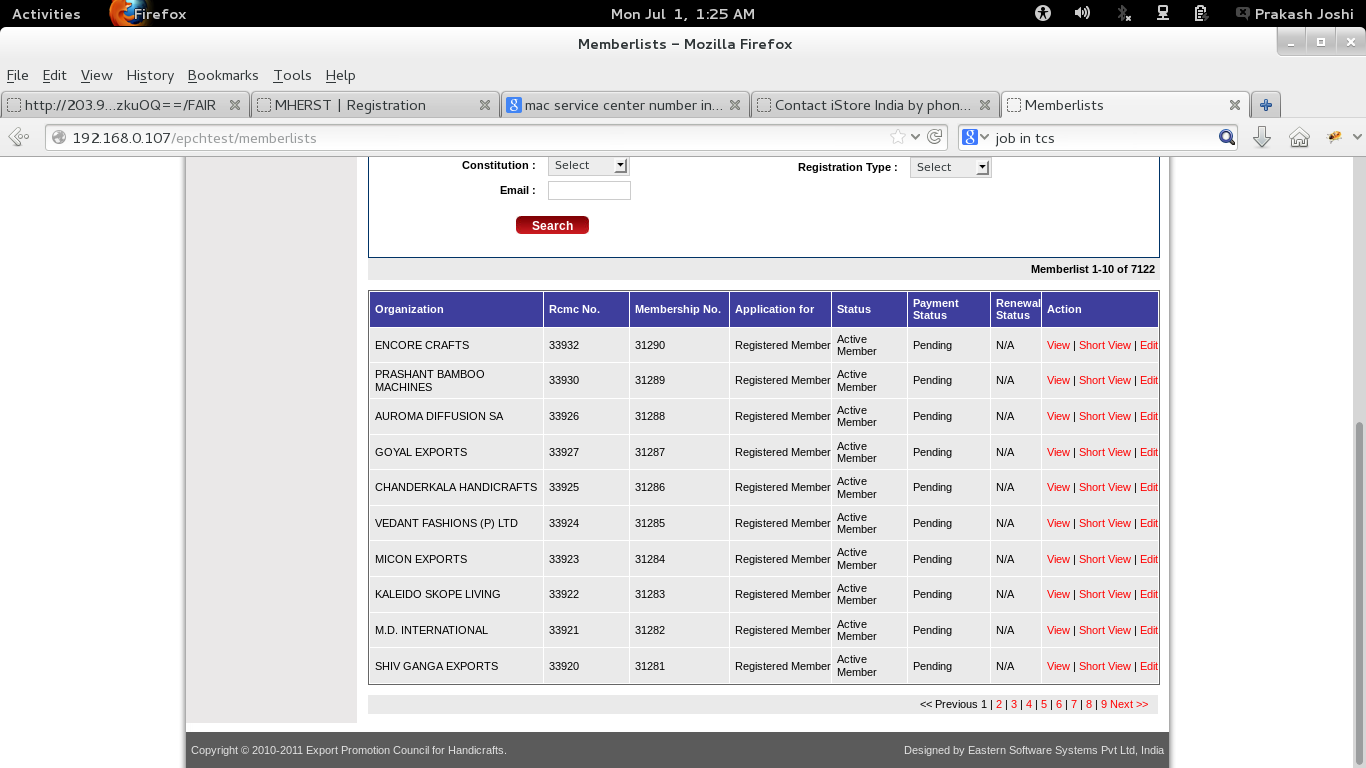 Activities Firefox Mon Jul 1, 1:25 AM Prakash Joshi
Memberlists - Mozilla Firefox
File Edit View History Bookmarks Tools Help
http://203.9...zkuOQ==/FAIR MHERST | Registration mac service center number in... Contact iStore India by phon... Memberlists
192.168.0.107/epchtest/memberlists job in tcs
Constitution : Select Registration Type : Select
Email :
Search
Memberlist 1-10 of 7122
Organization Rcmc No. Membership No. Application for Status Payment Status Renewal Status Action
ENCORE CRAFTS 33932 31290 Registered Member Active Member Pending N/A View | Short View | Edit
PRASHANT BAMBOO MACHINES 33930 31289 Registered Member Active Member Pending N/A View | Short View | Edit
AUROMA DIFFUSION SA 33926 31288 Registered Member Active Member Pending N/A View | Short View | Edit
GOYAL EXPORTS 33927 31287 Registered Member Active Member Pending N/A View | Short View | Edit
CHANDERKALA HANDICRAFTS 33925 31286 Registered Member Active Member Pending N/A View | Short View | Edit
VEDANT FASHIONS (P) LTD 33924 31285 Registered Member Active Member Pending N/A View | Short View | Edit
MICON EXPORTS 33923 31284 Registered Member Active Member Pending N/A View | Short View | Edit
KALEIDO SKOPE LIVING 33922 31283 Registered Member Active Member Pending N/A View | Short View | Edit
M.D. INTERNATIONAL 33921 31282 Registered Member Active Member Pending N/A View | Short View | Edit
SHIV GANGA EXPORTS 33920 31281 Registered Member Active Member Pending N/A View | Short View | Edit
<< Previous 1 | 2 | 3 | 4 | 5 | 6 | 7 | 8 | 9 Next >>
Copyright © 2010-2011 Export Promotion Council for Handicrafts. Designed by Eastern Software Systems Pvt Ltd, India